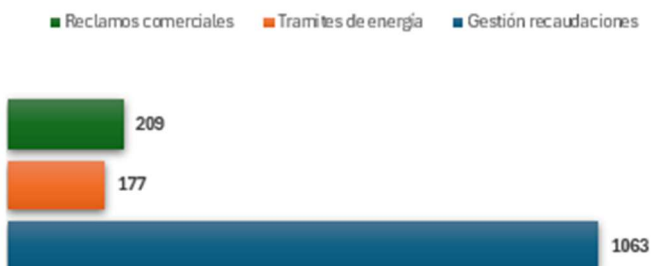 Reclamos comerciales Tramites de energía Gestión recaudaciones
209
177
1063